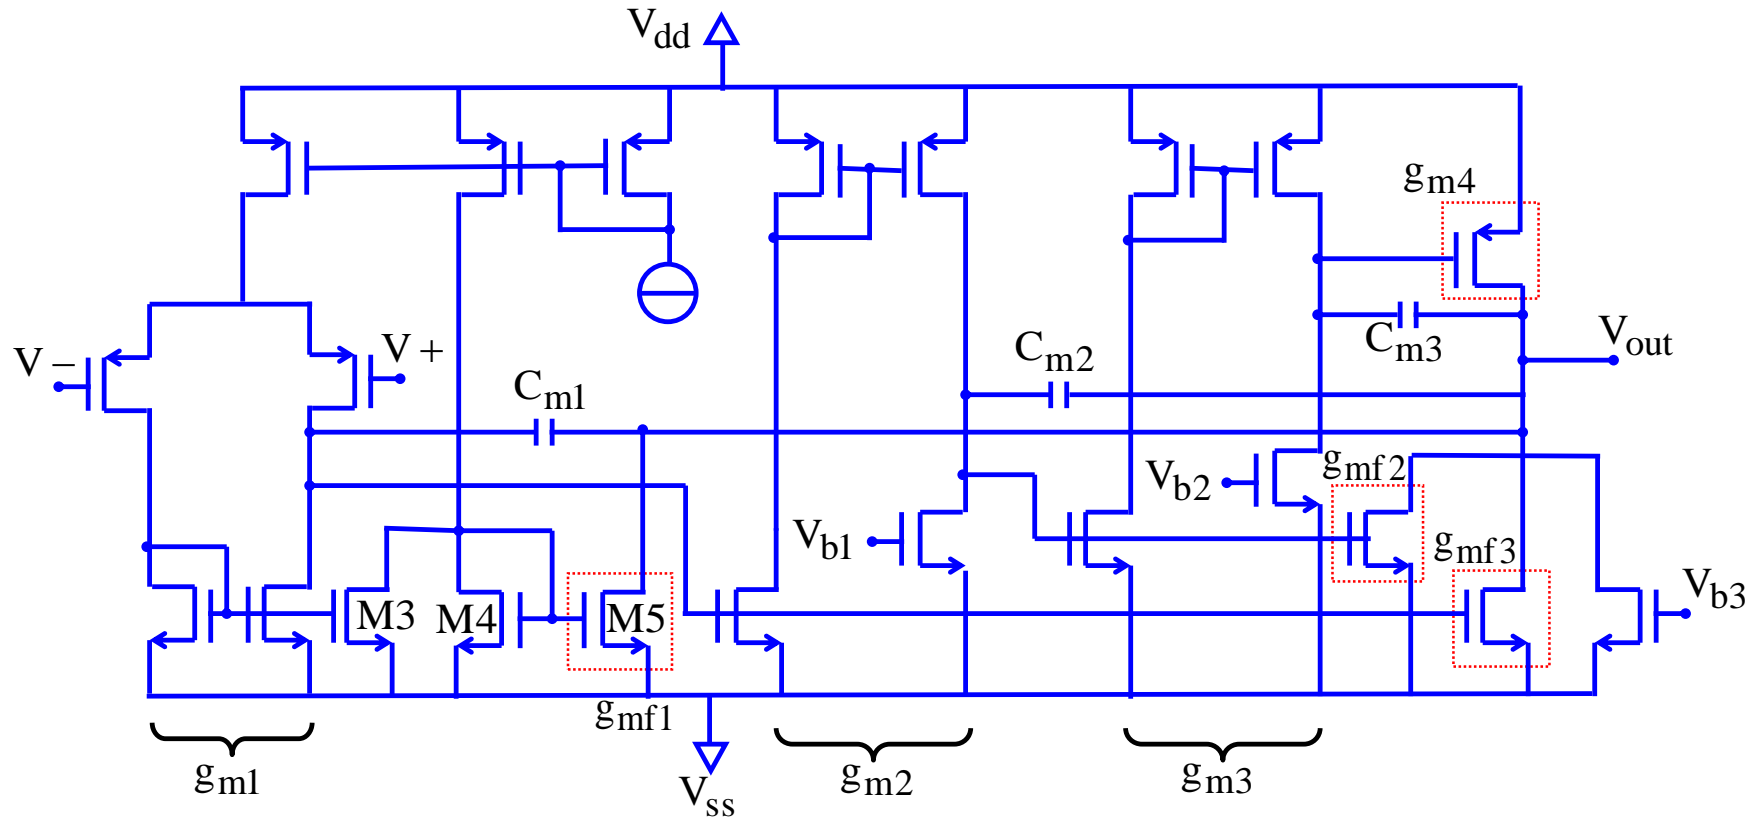 Vdd
gm4
V −
V +
Cm1
Cm2
Cm3
Vout
Vb1
Vb2
gmf2
gmf3
Vb3
M3
M4
M5
gmf1
gm1
Vss
gm2
gm3